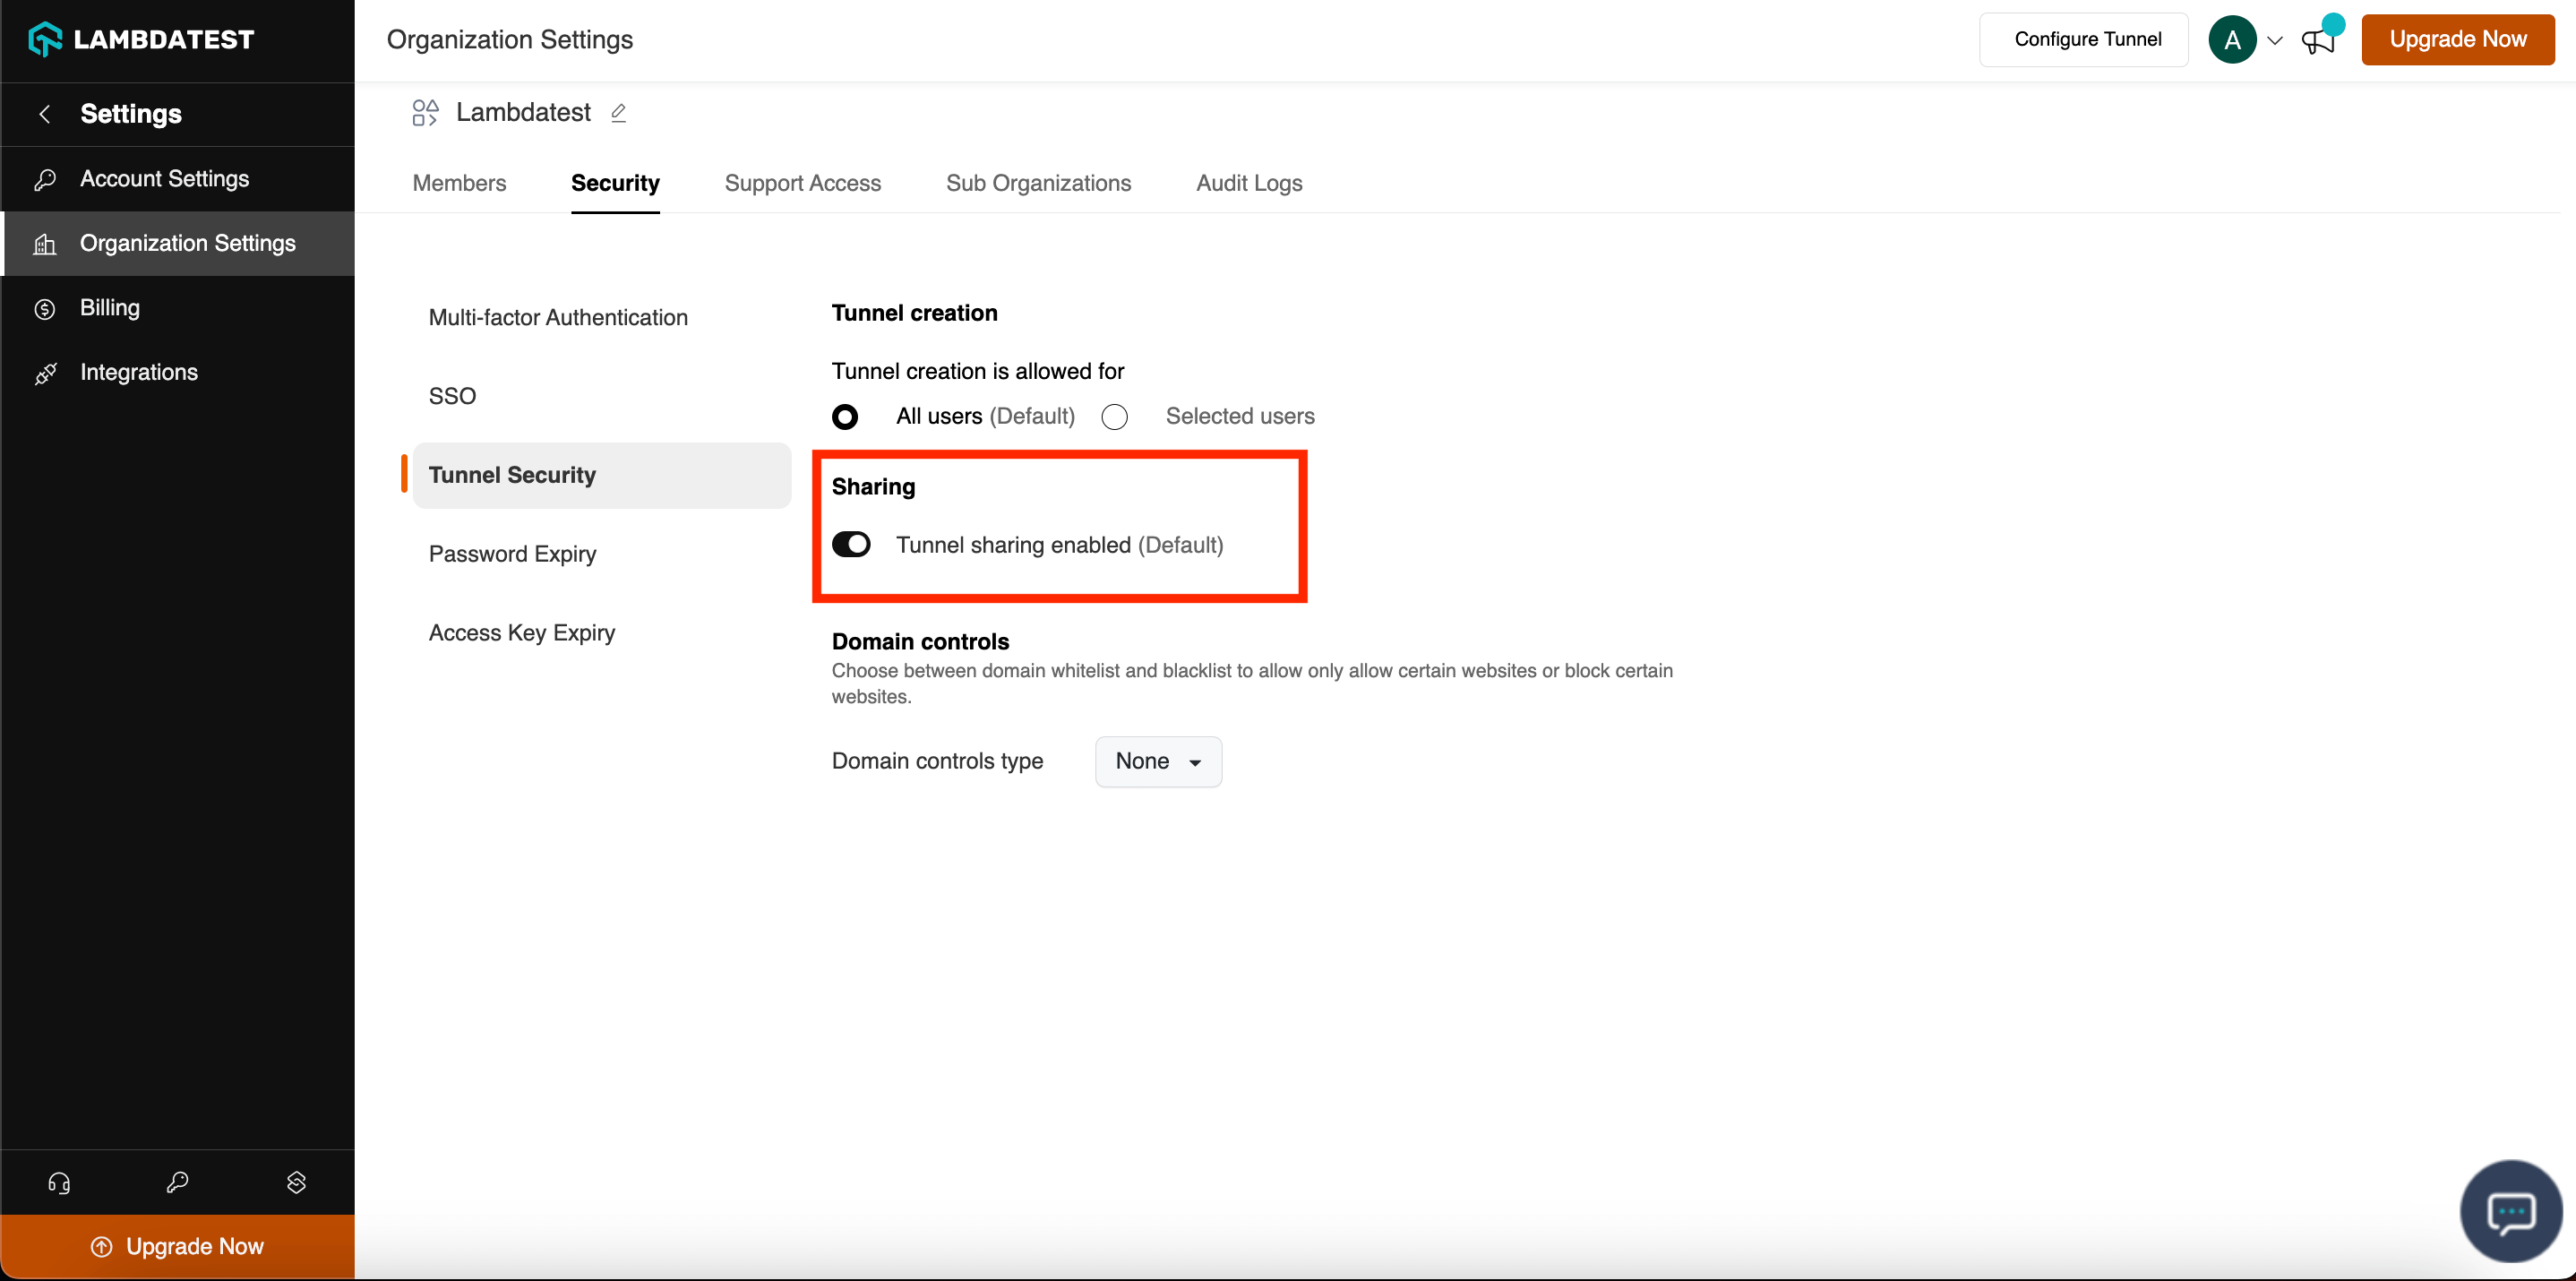 LAMBDATEST
Organization Settings
Configure Tunnel
A
Upgrade Now
Settings
Account Settings
Organization Settings
Billing
Integrations
Upgrade Now
Lambdatest
Members
Security
Support Access
Sub Organizations
Audit Logs
Multi-factor Authentication
SSO
Tunnel Security
Password Expiry
Access Key Expiry
Tunnel creation
Tunnel creation is allowed for
All users (Default)
Selected users
Sharing
Tunnel sharing enabled (Default)
Domain controls
Choose between domain whitelist and blacklist to allow only allow certain websites or block certain
websites.
Domain controls type
None